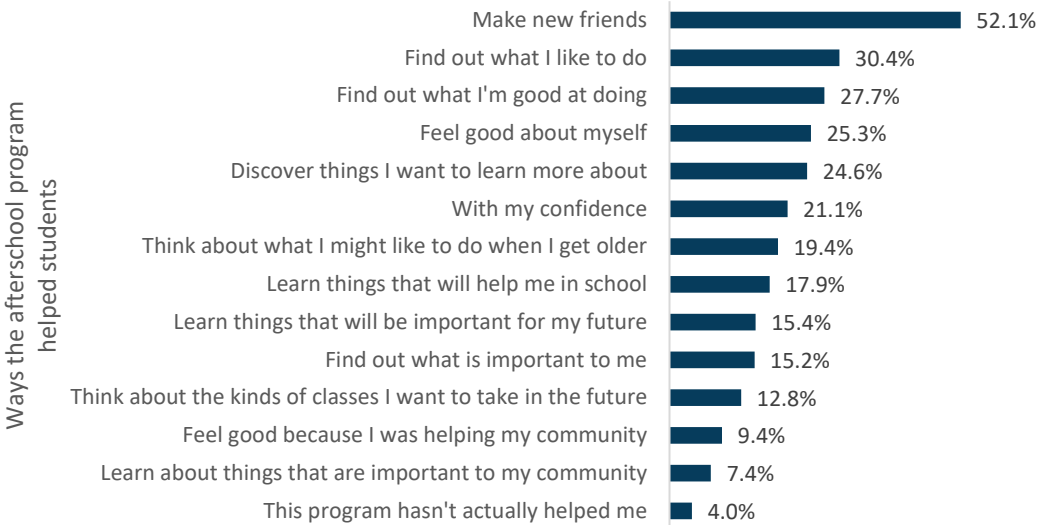 Ways the afterschool program
helped students
Make new friends 52.1%
Find out what I like to do 30.4%
Find out what I'm good at doing 27.7%
Feel good about myself 25.3%
Discover things I want to learn more about 24.6%
With my confidence 21.1%
Think about what I might like to do when I get older 19.4%
Learn things that will help me in school 17.9%
Learn things that will be important for my future 15.4%
Find out what is important to me 15.2%
Think about the kinds of classes I want to take in the future 12.8%
Feel good because I was helping my community 9.4%
Learn about things that are important to my community 7.4%
This program hasn't actually helped me 4.0%